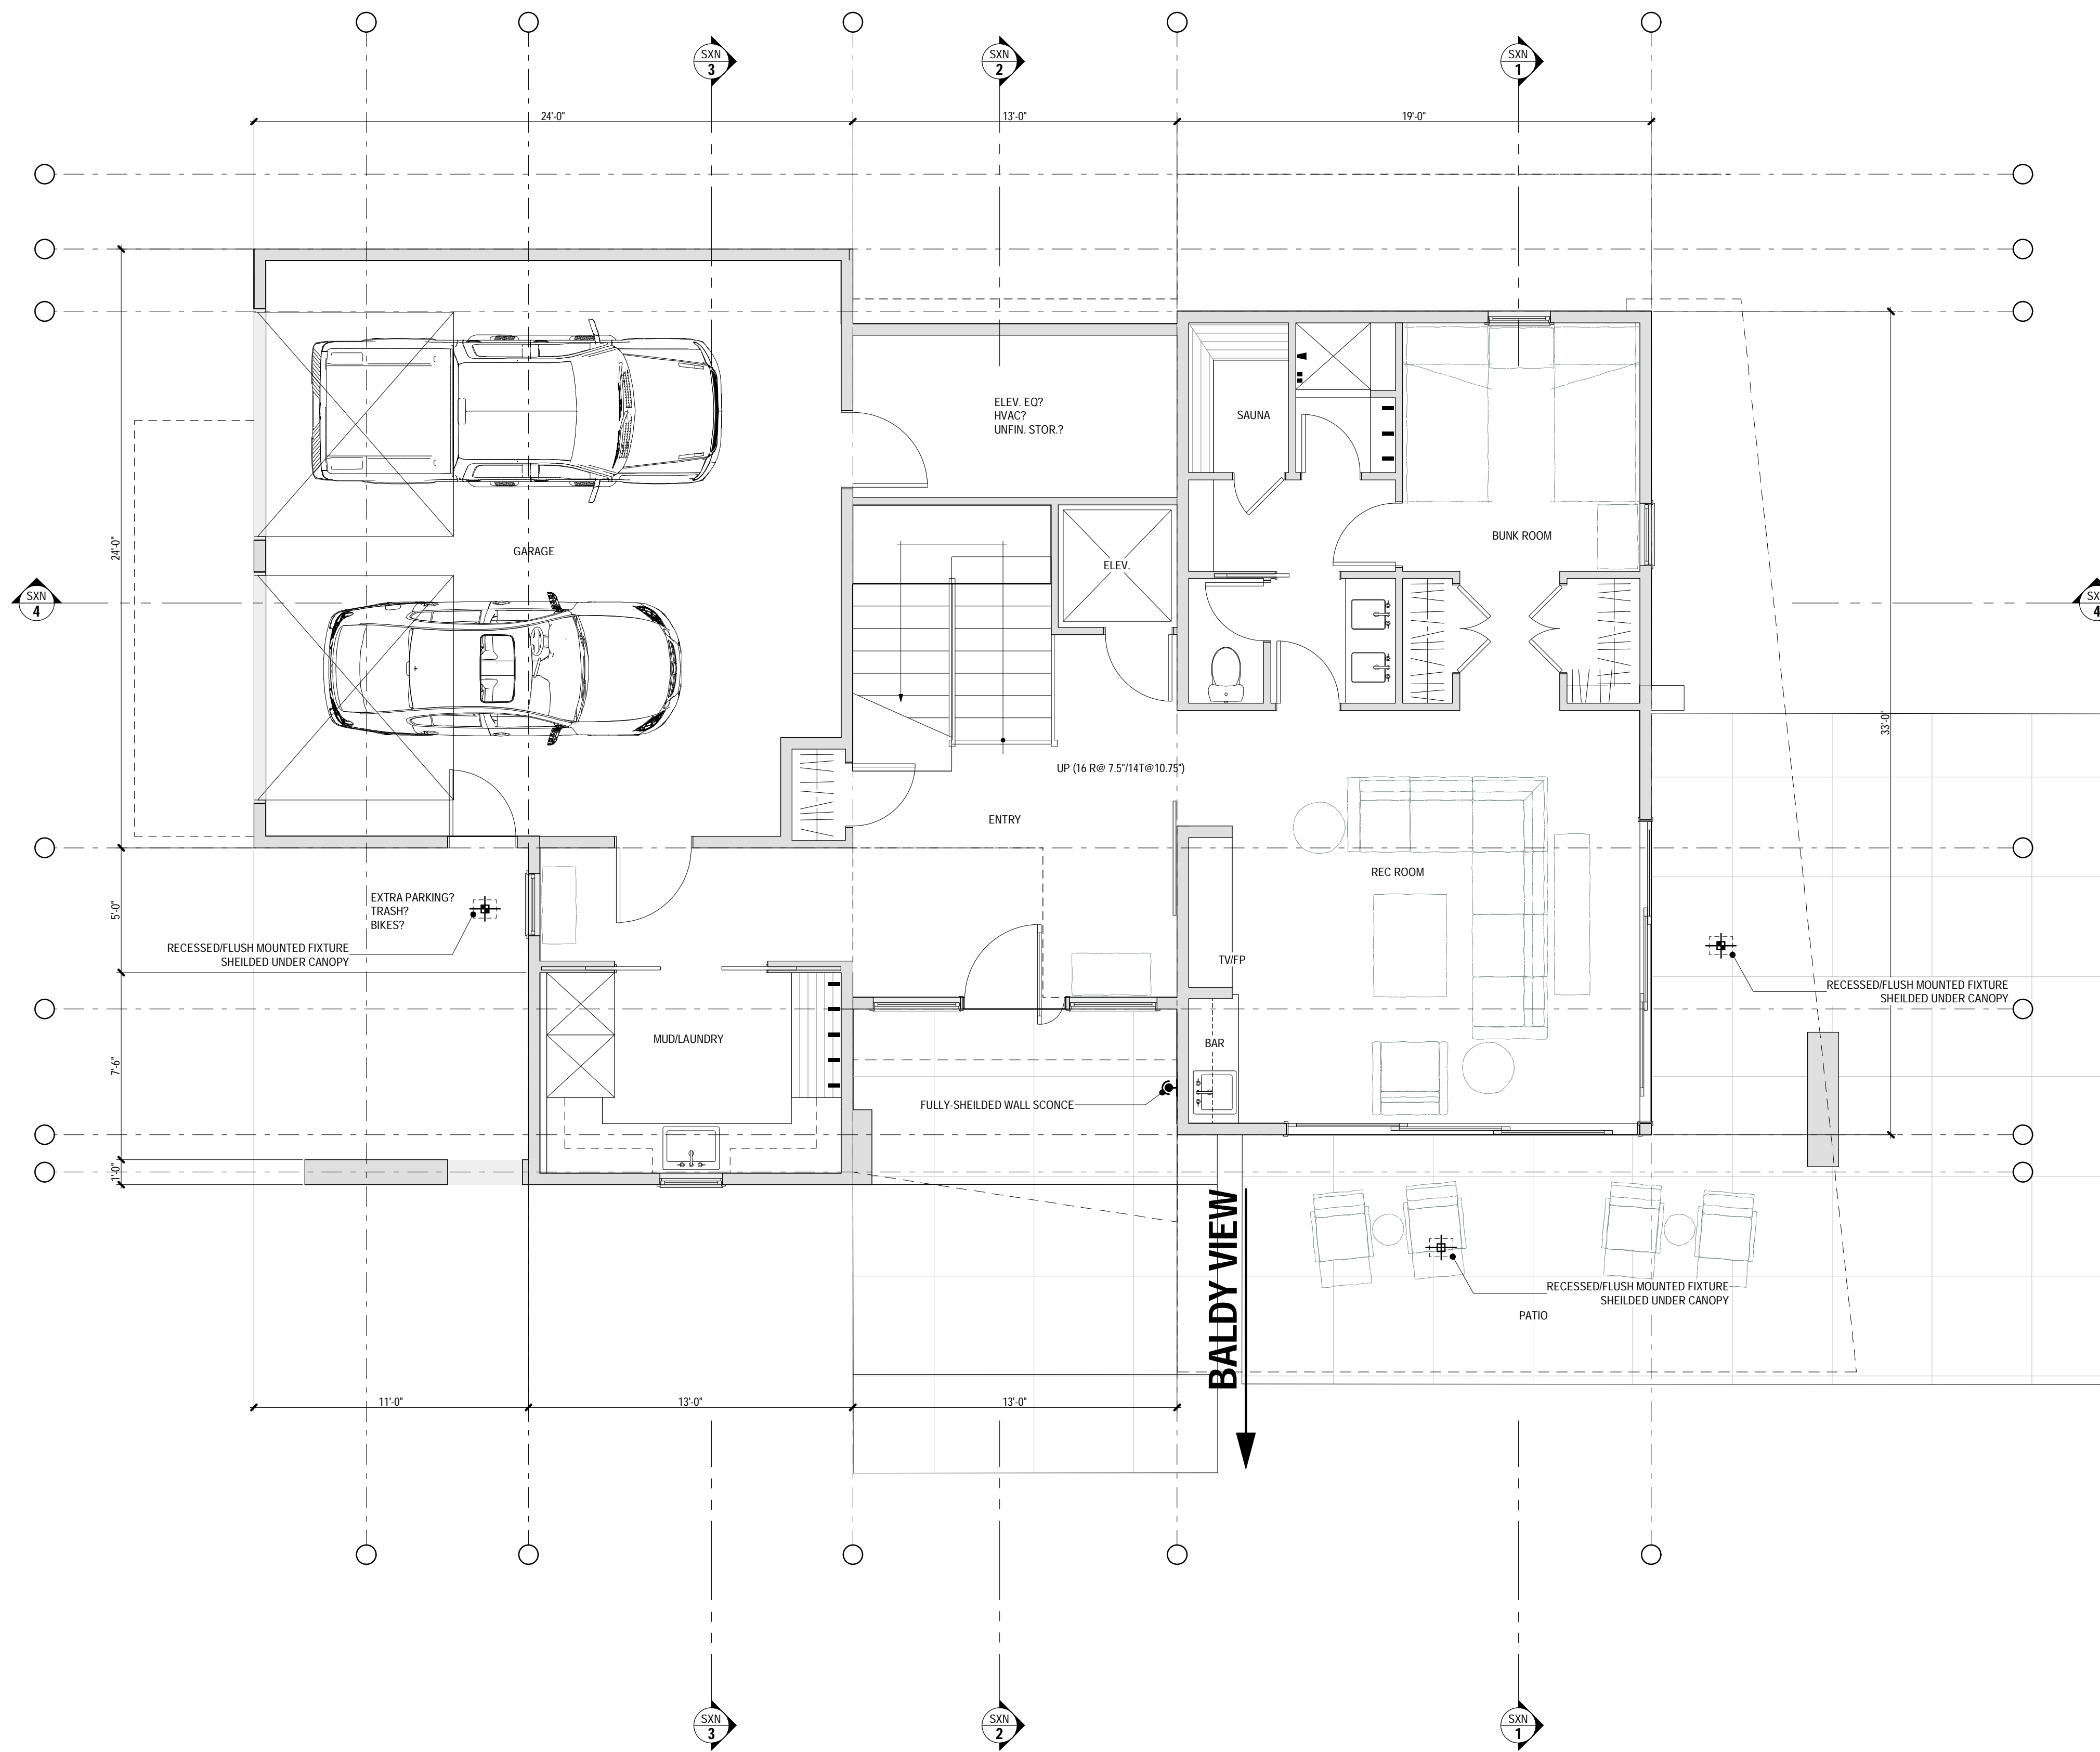 SXN
3
SXN
2
SXN
1
24'-0"
13'-0"
19'-0"
ELEV. EQ?
HVAC?
UNFIN. STOR.?
SAUNA
GARAGE
BUNK ROOM
ELEV.
24'-0"
SXN
4
SX
4
33'-0"
UP (16 R@ 7.5"/14T@10.75")
ENTRY
REC ROOM
EXTRA PARKING?
TRASH?
BIKES?
5'-0"
RECESSED/FLUSH MOUNTED FIXTURE
SHEILDED UNDER CANOPY
TV/FP
RECESSED/FLUSH MOUNTED FIXTURE
SHEILDED UNDER CANOPY
MUD/LAUNDRY
BAR
7'-6"
FULLY-SHEILDED WALL SCONCE
1'-0"
BALDY VIEW
RECESSED/FLUSH MOUNTED FIXTURE
SHEILDED UNDER CANOPY
PATIO
11'-0"
13'-0"
13'-0"
SXN
3
SXN
2
SXN
1